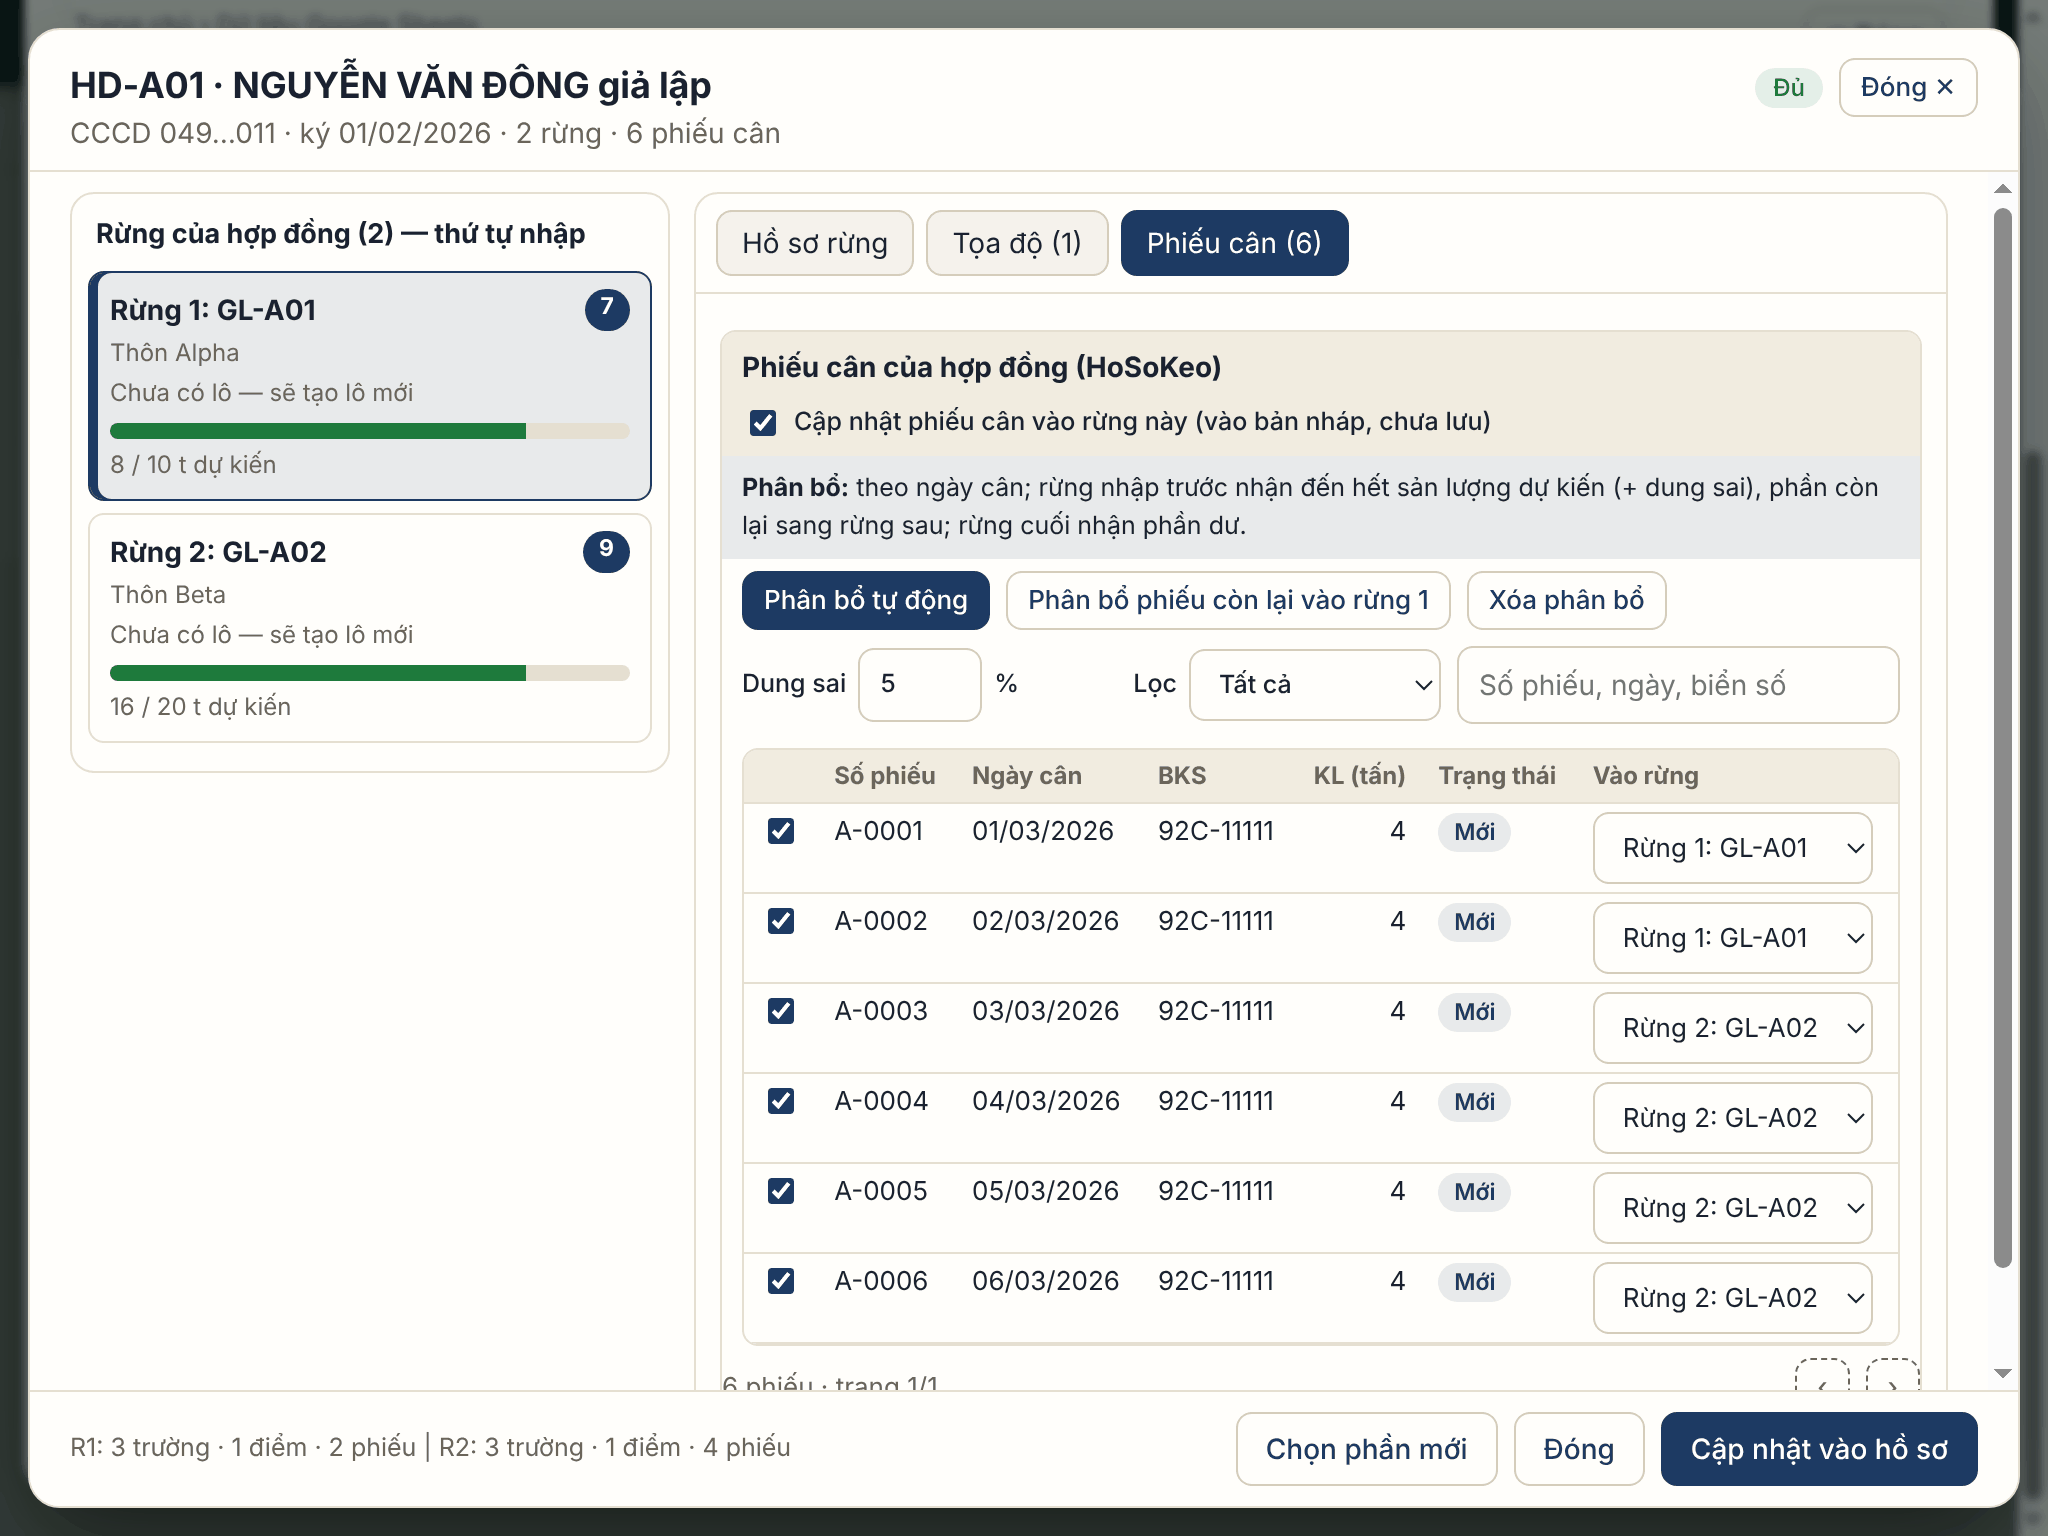 HD-A01 · NGUYỄN VĂN ĐÔNG giả lập
Đủ
Đóng ×
CCCD 049...011 · ký 01/02/2026 · 2 rừng · 6 phiếu cân
Rừng của hợp đồng (2) — thứ tự nhập
Rừng 1: GL-A01
7
Thôn Alpha
Chưa có lô — sẽ tạo lô mới
8 / 10 t dự kiến
Rừng 2: GL-A02
9
Thôn Beta
Chưa có lô — sẽ tạo lô mới
16 / 20 t dự kiến
Hồ sơ rừng
Tọa độ (1)
Phiếu cân (6)
Phiếu cân của hợp đồng (HoSoKeo)
Cập nhật phiếu cân vào rừng này (vào bản nháp, chưa lưu)
Phân bổ: theo ngày cân; rừng nhập trước nhận đến hết sản lượng dự kiến (+ dung sai), phần còn
lại sang rừng sau; rừng cuối nhận phần dư.
Phân bổ tự động
Phân bổ phiếu còn lại vào rừng 1
Xóa phân bổ
Dung sai 5 %
Lọc Tất cả
Số phiếu, ngày, biển số
Số phiếu Ngày cân BKS KL (tấn) Trạng thái Vào rừng
A-0001 01/03/2026 92C-11111 4 Mới Rừng 1: GL-A01
A-0002 02/03/2026 92C-11111 4 Mới Rừng 1: GL-A01
A-0003 03/03/2026 92C-11111 4 Mới Rừng 2: GL-A02
A-0004 04/03/2026 92C-11111 4 Mới Rừng 2: GL-A02
A-0005 05/03/2026 92C-11111 4 Mới Rừng 2: GL-A02
A-0006 06/03/2026 92C-11111 4 Mới Rừng 2: GL-A02
6 phiếu · trang 1/1
‹ ›
R1: 3 trường · 1 điểm · 2 phiếu | R2: 3 trường · 1 điểm · 4 phiếu
Chọn phần mới
Đóng
Cập nhật vào hồ sơ